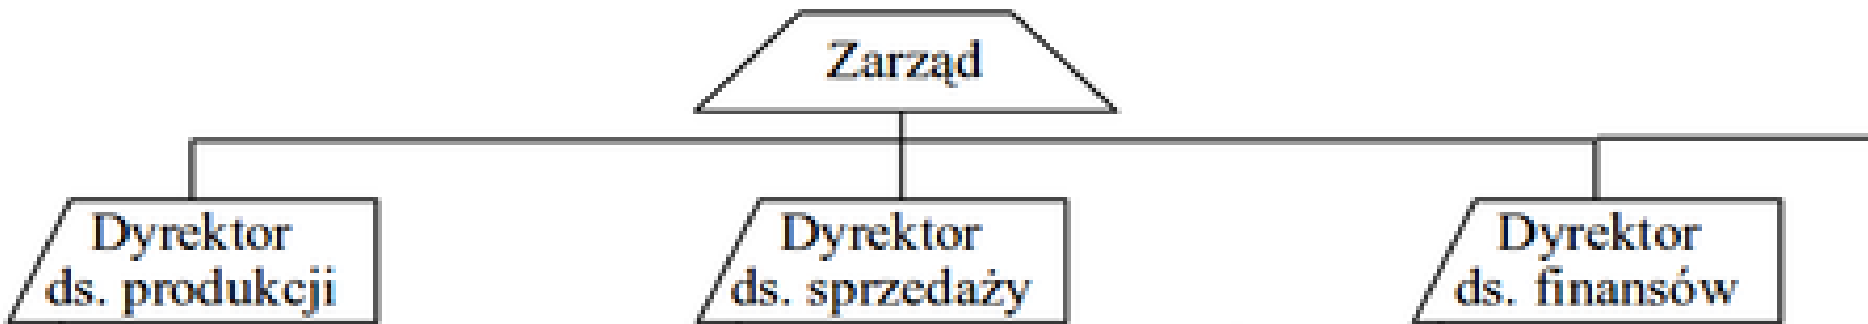 Zarząd
Dyrektor
ds. produkcji
Dyrektor
ds. sprzedaży
Dyrektor
ds. finansów